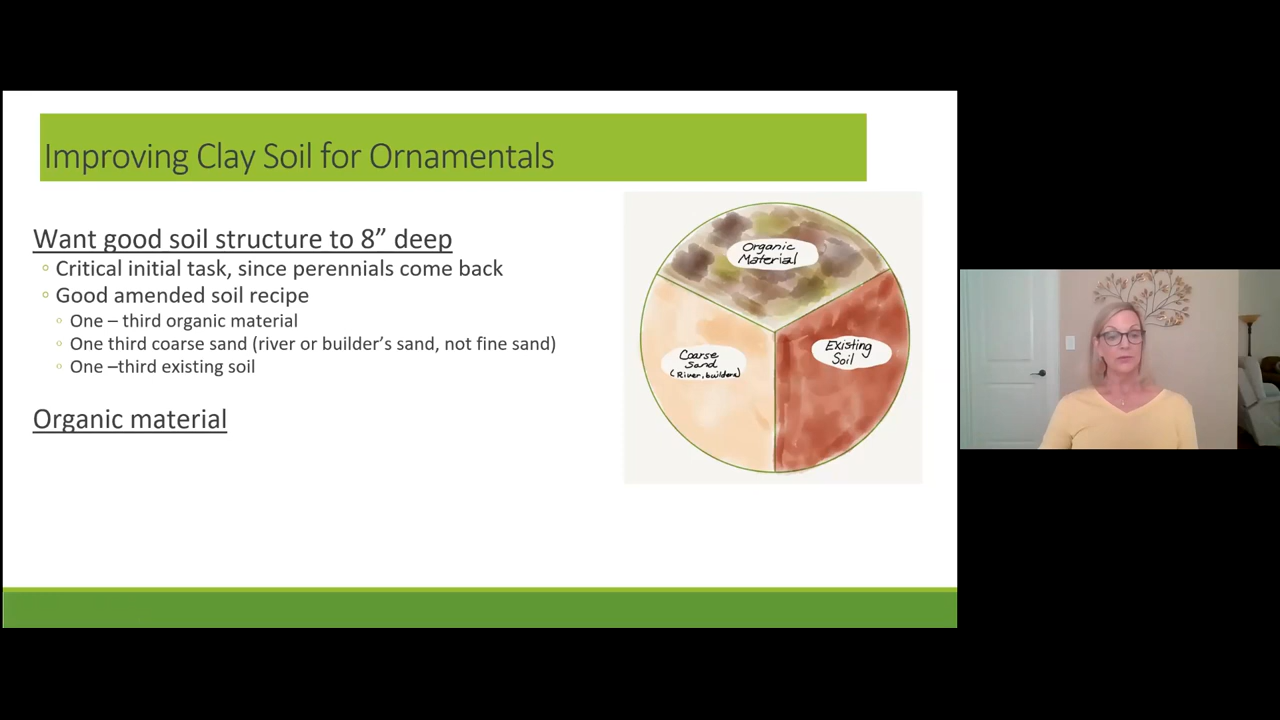 Improving Clay Soil for Ornamentals
Want good soil structure to 8” deep
Critical initial task, since perennials come back
Good amended soil recipe
One – third organic material
One third coarse sand (river or builder’s sand, not fine sand)
One –third existing soil
Organic material
Organic
Material
Coarse
Sand
(River, builders)
Existing
Soil